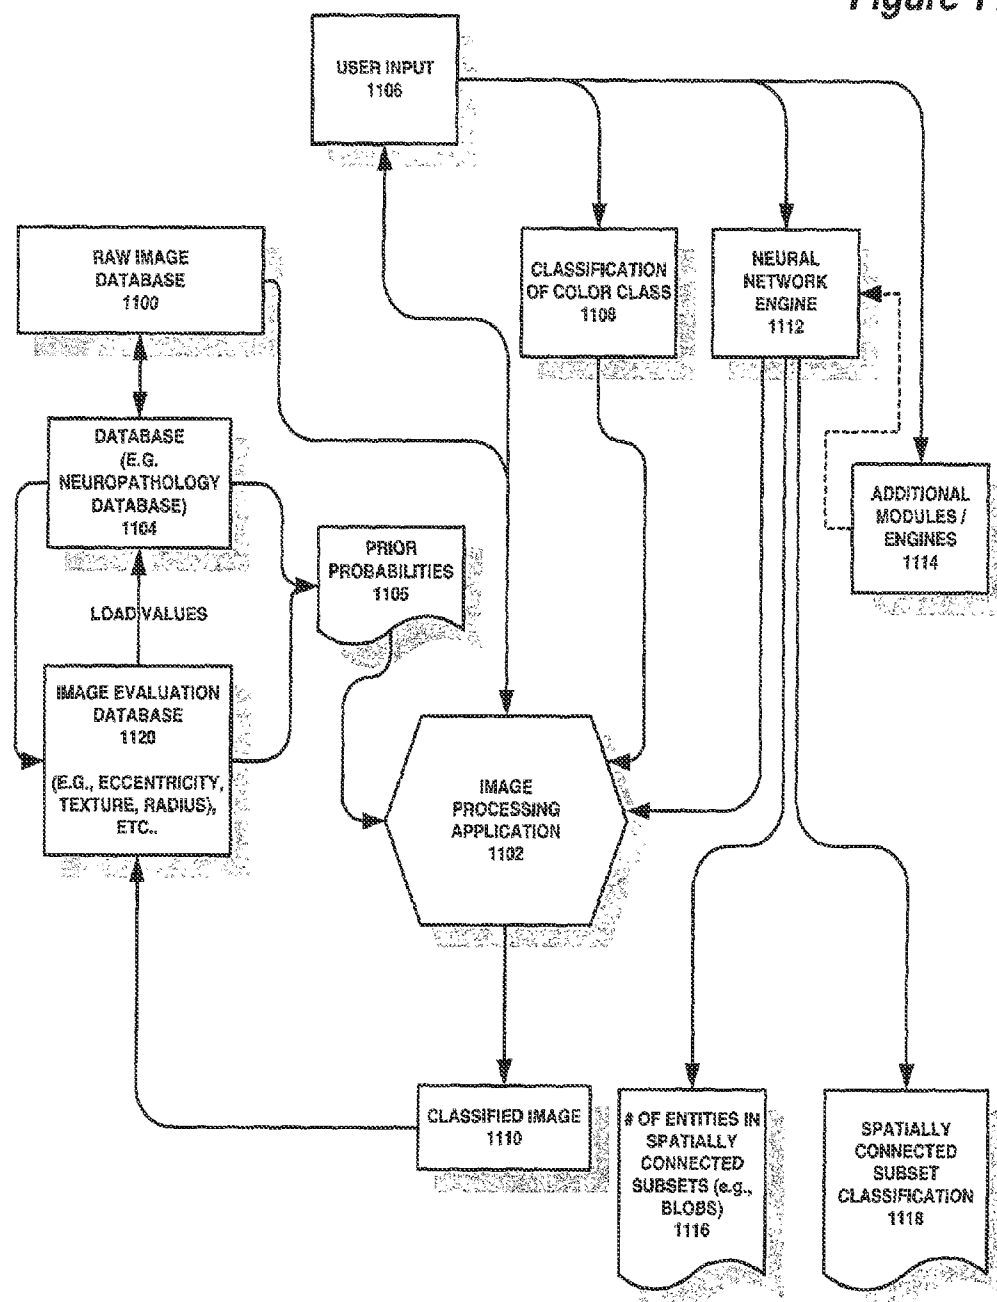 Figure 11
USER INPUT
1106
RAW IMAGE
DATABASE
1100
CLASSIFICATION
OF COLOR CLASS
1108
NEURAL
NETWORK
ENGINE
1112
DATABASE
(E.G.
NEUROPATHOLOGY
DATABASE)
1104
ADDITIONAL
MODULES /
ENGINES
1114
PRIOR
PROBABILITIES
1105
LOAD VALUES
IMAGE EVALUATION
DATABASE
1120
(E.G., ECCENTRICITY,
TEXTURE, RADIUS),
ETC..
IMAGE
PROCESSING
APPLICATION
1102
CLASSIFIED IMAGE
1110
# OF ENTITIES IN
SPATIALLY
CONNECTED
SUBSETS (e.g.,
BLOBS)
1116
SPATIALLY
CONNECTED
SUBSET
CLASSIFICATION
1118